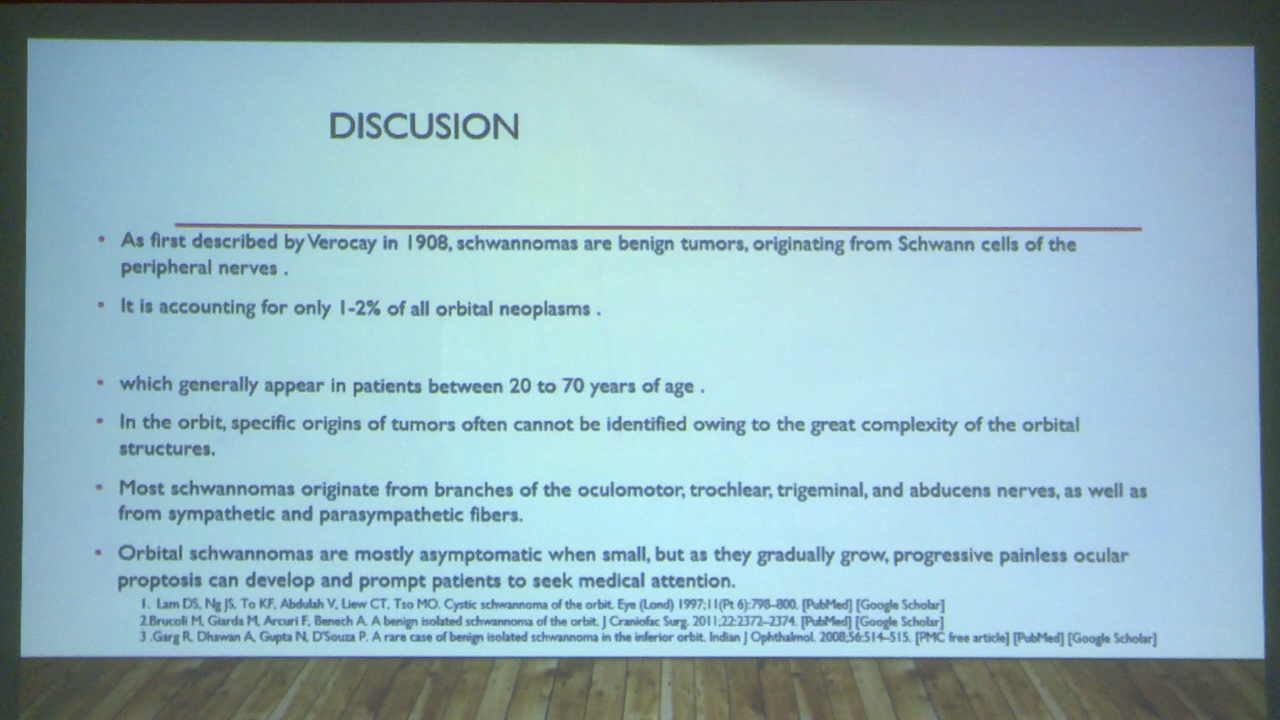 DISCUSION
• As first described by Verocay in 1908, schwannomas are benign tumors, originating from Schwann cells of the
peripheral nerves .
• It is accounting for only 1-2% of all orbital neoplasms .
• which generally appear in patients between 20 to 70 years of age .
• In the orbit, specific origins of tumors often cannot be identified owing to the great complexity of the orbital
structures.
• Most schwannomas originate from branches of the oculomotor, trochlear, trigeminal, and abducens nerves, as well as
from sympathetic and parasympathetic fibers.
• Orbital schwannomas are mostly asymptomatic when small, but as they gradually grow, progressive painless ocular
proptosis can develop and prompt patients to seek medical attention.
1. Lam DS, Ng JS, To KF, Abdulah V, Liew CT, Tso MO. Cystic schwannoma of the orbit. Eye (Lond) 1997;11(Pt 6):798–800. [PubMed] [Google Scholar]
2.Brucoli M, Giarda M, Arcuri F, Benech A. A benign isolated schwannoma of the orbit. J Craniofac Surg. 2011;22:2372–2374. [PubMed] [Google Scholar]
3 .Garg R, Dhawan A, Gupta N, D'Souza P. A rare case of benign isolated schwannoma in the inferior orbit. Indian J Ophthalmol. 2008;56:514–515. [PMC free article] [PubMed] [Google Scholar]